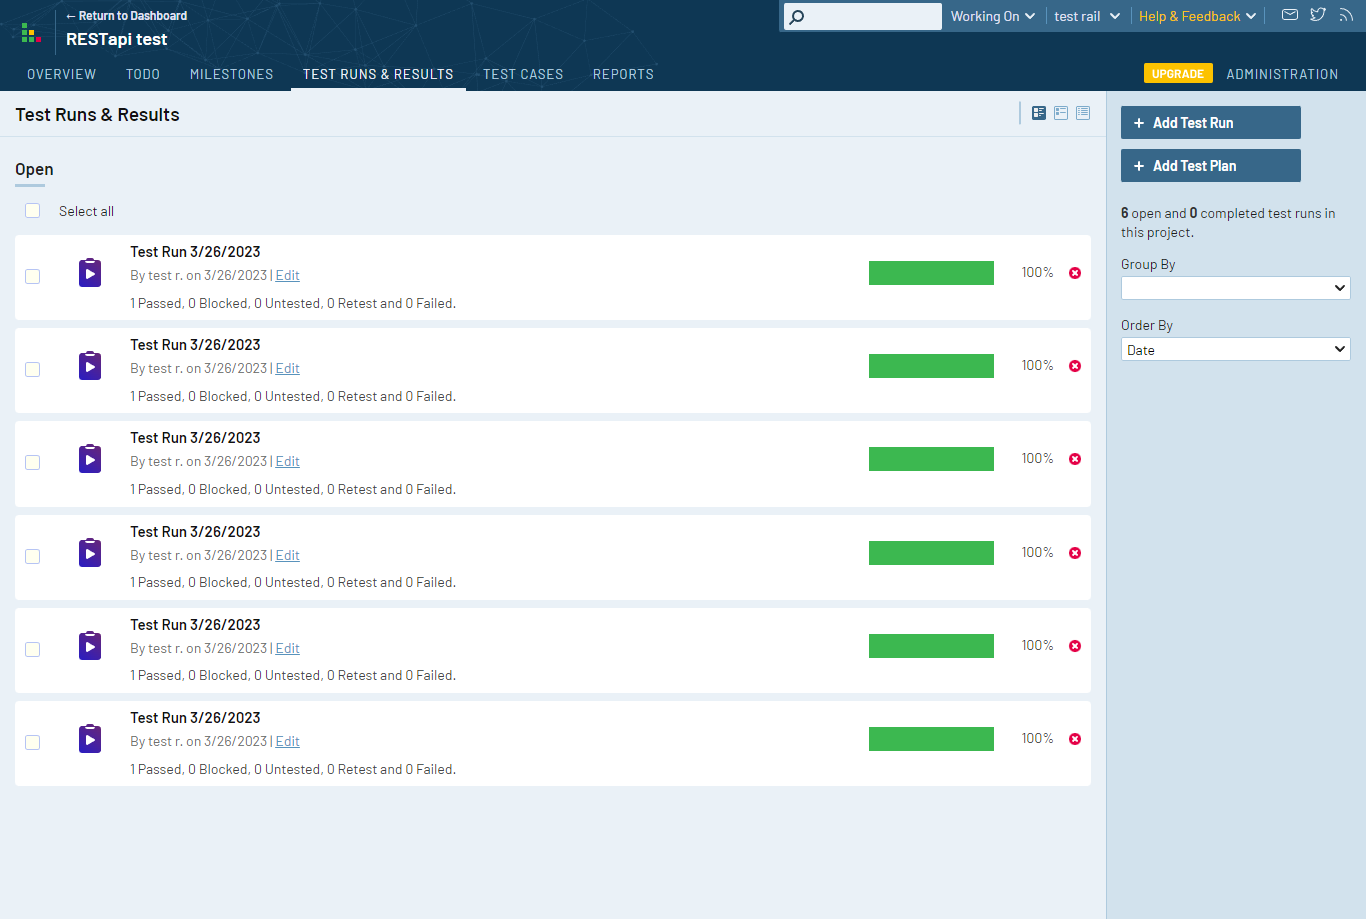 ← Return to Dashboard
RESTapi test
Working On
test rail
Help & Feedback
OVERVIEW
TODO
MILESTONES
TEST RUNS & RESULTS
TEST CASES
REPORTS
UPGRADE
ADMINISTRATION
Test Runs & Results
Open
Select all
Test Run 3/26/2023
By test r. on 3/26/2023 | Edit
1 Passed, 0 Blocked, 0 Untested, 0 Retest and 0 Failed.
100%
Test Run 3/26/2023
By test r. on 3/26/2023 | Edit
1 Passed, 0 Blocked, 0 Untested, 0 Retest and 0 Failed.
100%
Test Run 3/26/2023
By test r. on 3/26/2023 | Edit
1 Passed, 0 Blocked, 0 Untested, 0 Retest and 0 Failed.
100%
Test Run 3/26/2023
By test r. on 3/26/2023 | Edit
1 Passed, 0 Blocked, 0 Untested, 0 Retest and 0 Failed.
100%
Test Run 3/26/2023
By test r. on 3/26/2023 | Edit
1 Passed, 0 Blocked, 0 Untested, 0 Retest and 0 Failed.
100%
Test Run 3/26/2023
By test r. on 3/26/2023 | Edit
1 Passed, 0 Blocked, 0 Untested, 0 Retest and 0 Failed.
100%
+ Add Test Run
+ Add Test Plan
6 open and 0 completed test runs in
this project.
Group By
Order By
Date